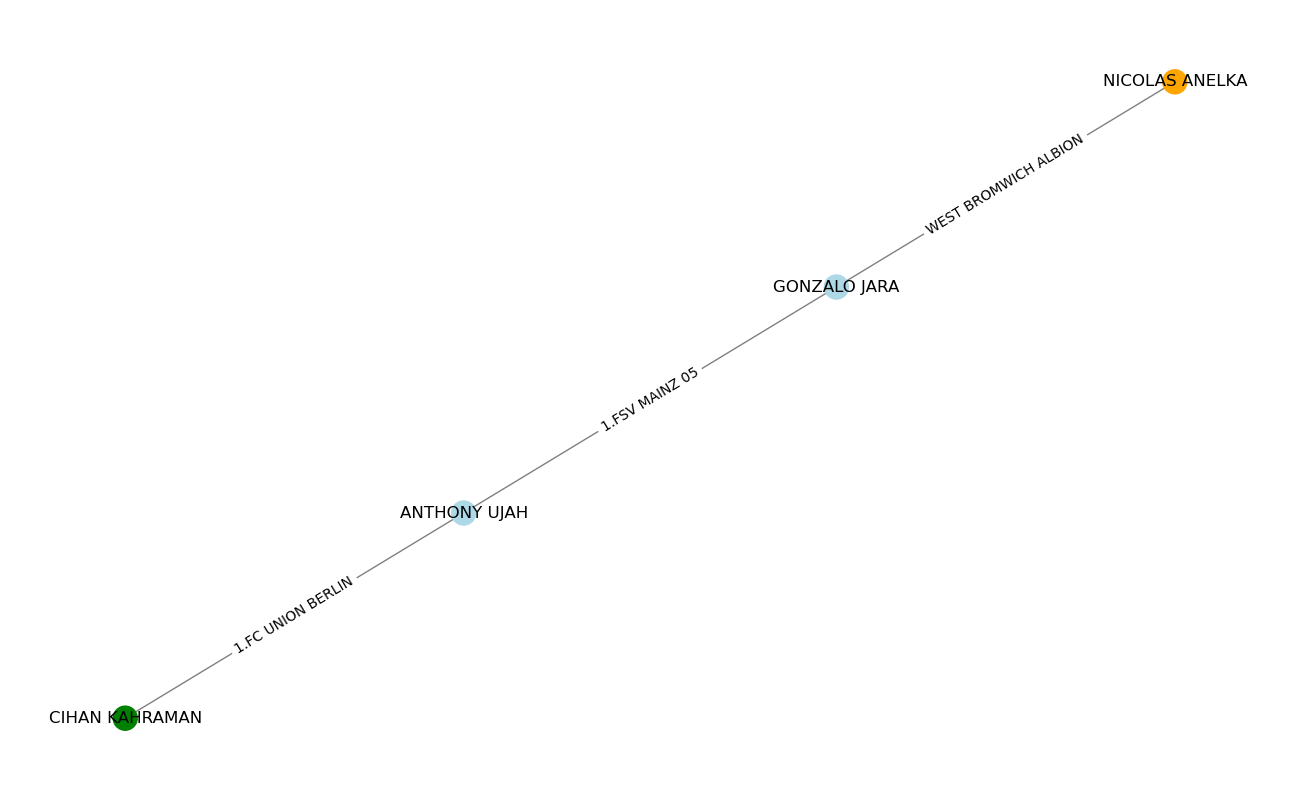 NICOLAS ANELKA
WEST BROMWICH ALBION
GONZALO JARA
1.FSV MAINZ 05
ANTHONY UJAH
1.FC UNION BERLIN
CIHAN KAHRAMAN